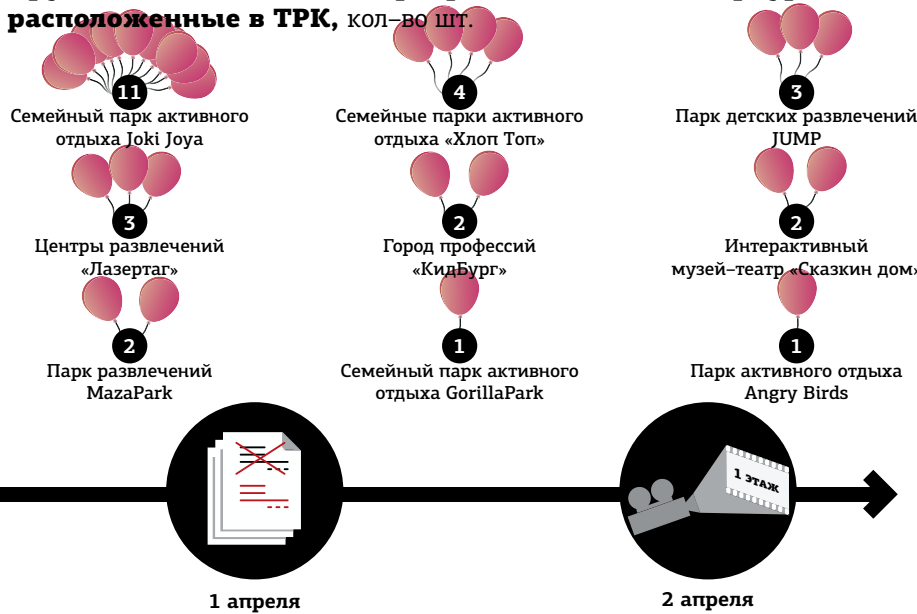 расположенные в ТРК, кол-во шт.
11
Семейный парк активного
отдыха Joki Joya
4
Семейные парки активного
отдыха «Хлоп Топ»
3
Парк детских развлечений
JUMP
3
Центры развлечений
«Лазертаг»
2
Город профессий
«КидБург»
2
Интерактивный
музей-театр «Сказкин дом»
2
Парк развлечений
MazaPark
1
Семейный парк активного
отдыха GorillaPark
1
Парк активного отдыха
Angry Birds
1 этаж
1 апреля
2 апреля